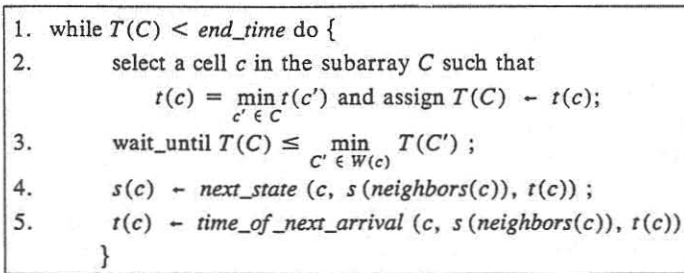 1. while T(C) < end_time do {
2. select a cell c in the subarray C such that
t(c) = min t(c') and assign T(C) ← t(c);
c' ∈ C
3. wait_until T(C) ≤ min T(C') ;
C' ∈ W(c)
4. s(c) ← next_state (c, s (neighbors(c)), t(c)) ;
5. t(c) ← time_of_next_arrival (c, s (neighbors(c)), t(c))
}